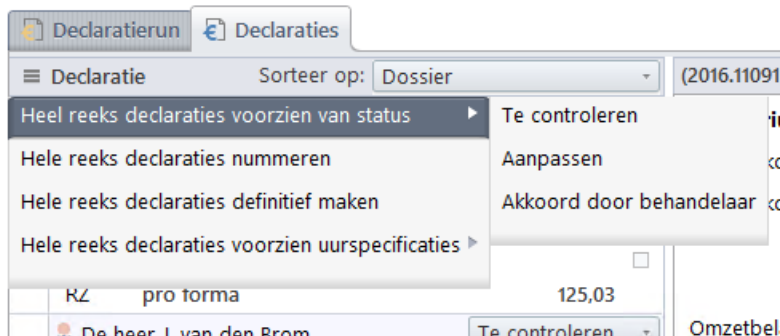 Declaratierun Declaraties
Declaratie Sorteer op: Dossier (2016.11091
Heel reeks declaraties voorzien van status Te controleren
Hele reeks declaraties nummeren Aanpassen
Hele reeks declaraties definitief maken Akkoord door behandelaar
Hele reeks declaraties voorzien uurspecificaties
RZ pro forma 125,03
De heer J. van den Brom Te controleren Omzetbel